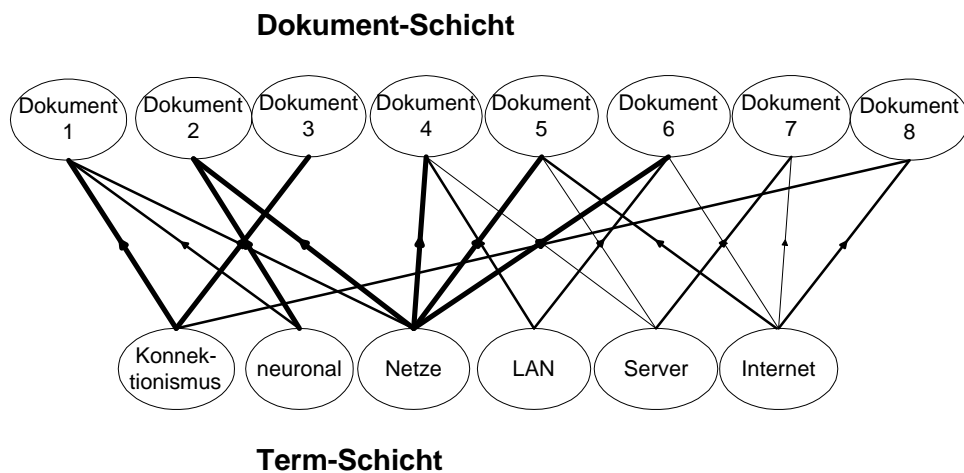 Dokument-Schicht
Dokument
1
Dokument
2
Dokument
3
Dokument
4
Dokument
5
Dokument
6
Dokument
7
Dokument
8
Konnek-
tionismus
neuronal
Netze
LAN
Server
Internet
Term-Schicht